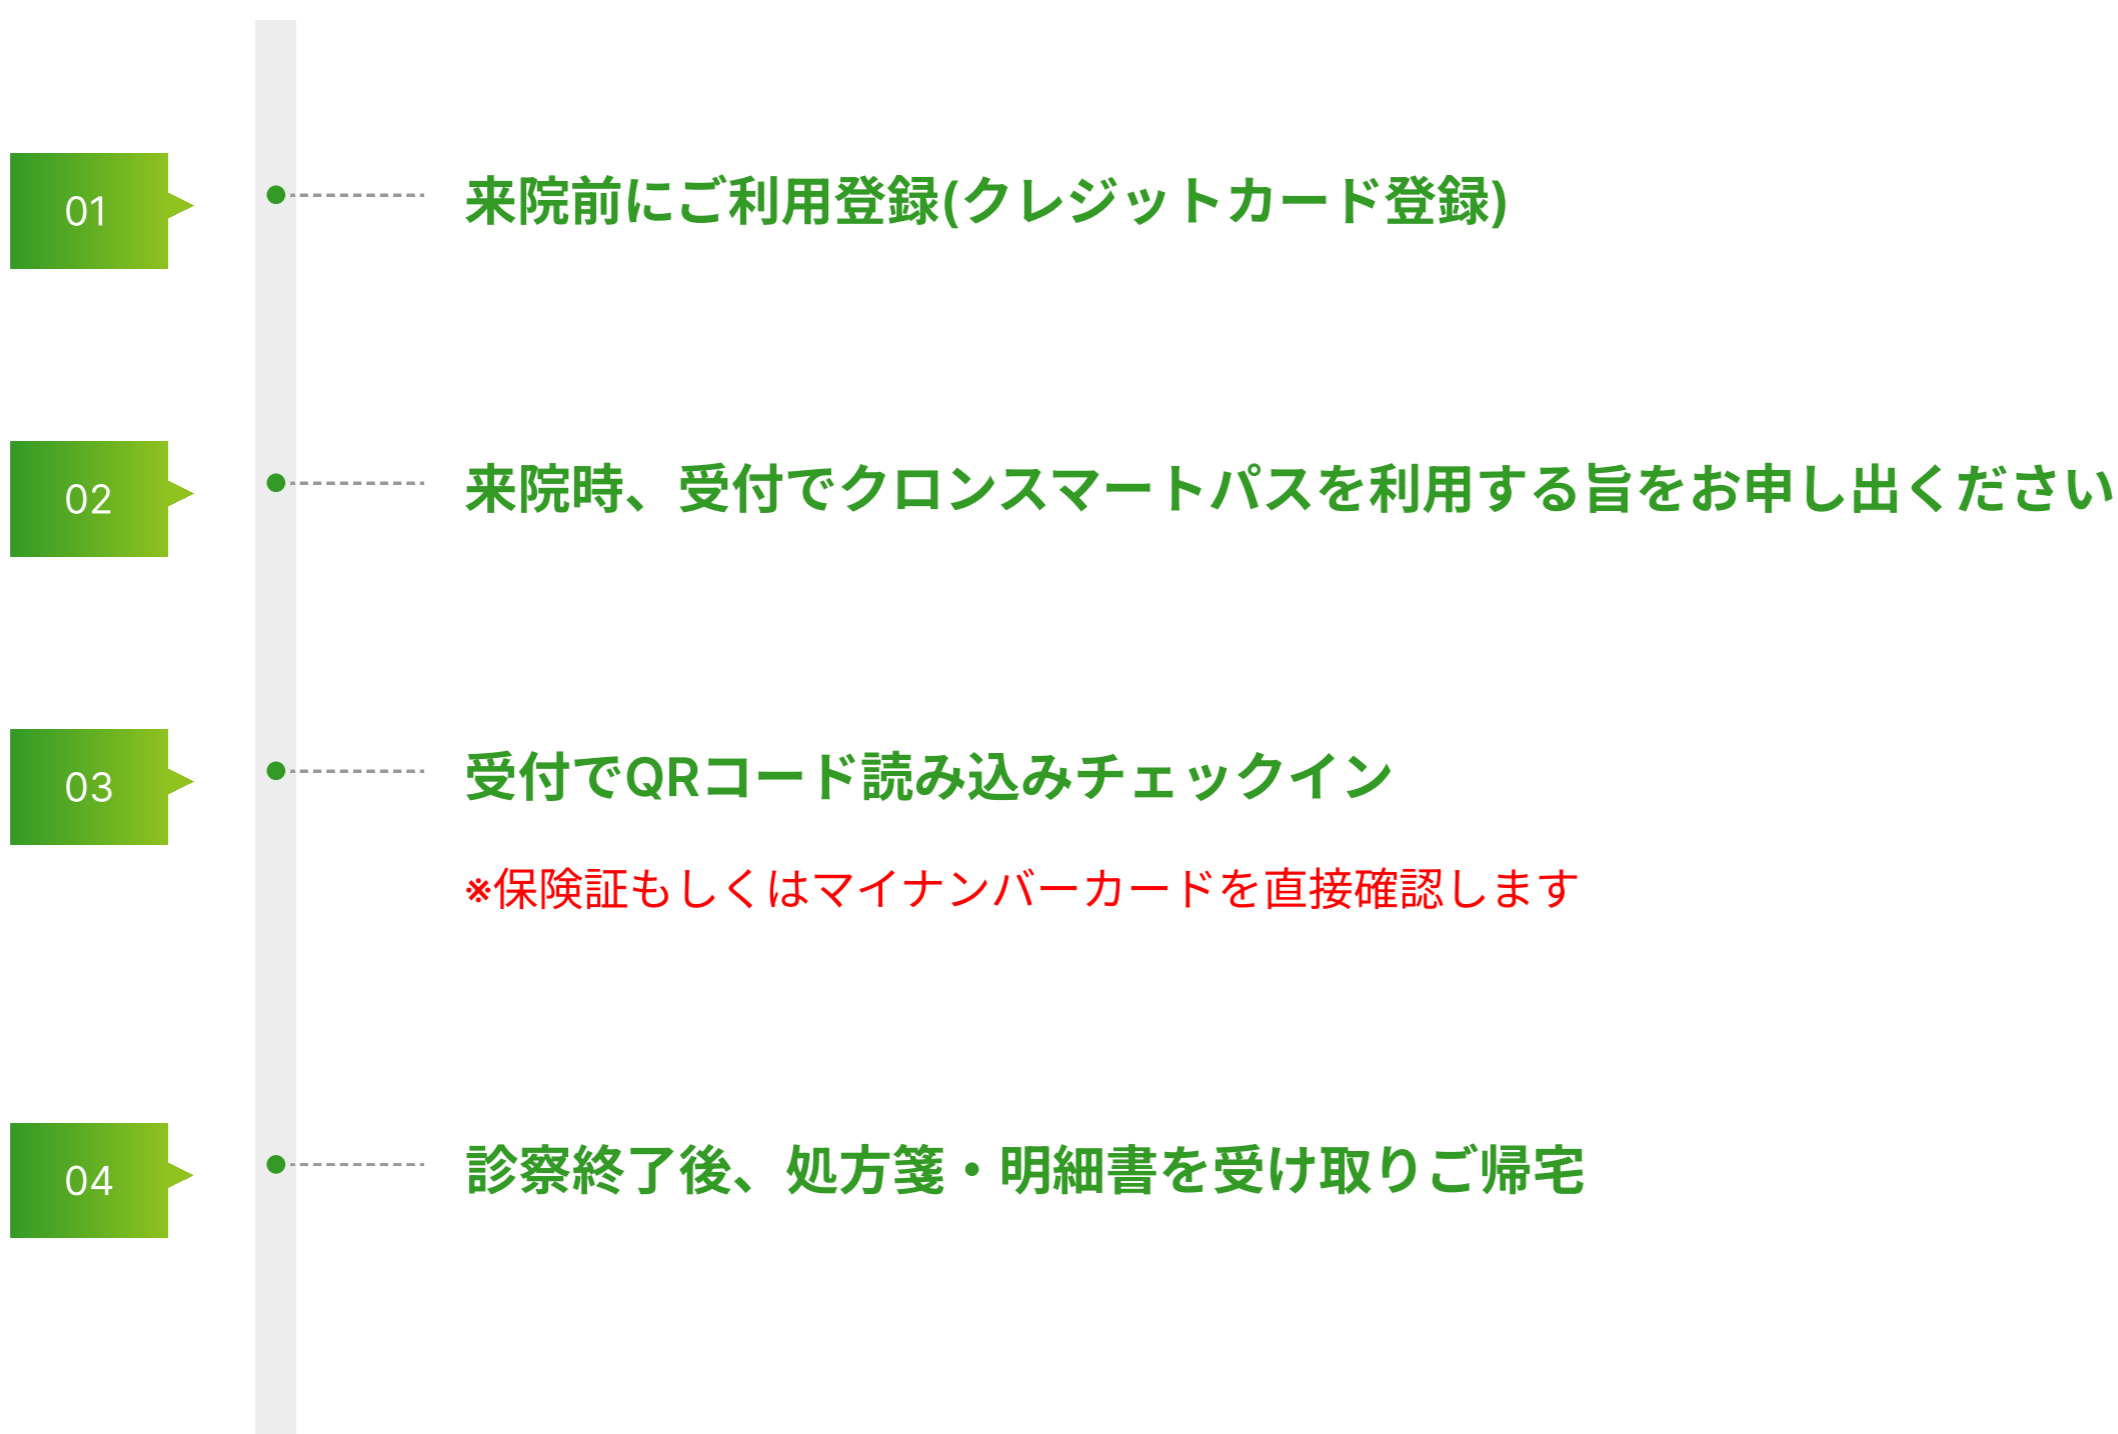 01
来院前にご利用登録(クレジットカード登録)
02
来院時、受付でクロンスマートパスを利用する旨をお申し出ください
03
受付でQRコード読み込みチェックイン
※保険証もしくはマイナンバーカードを直接確認します
04
診察終了後、処方箋・明細書を受け取りご帰宅